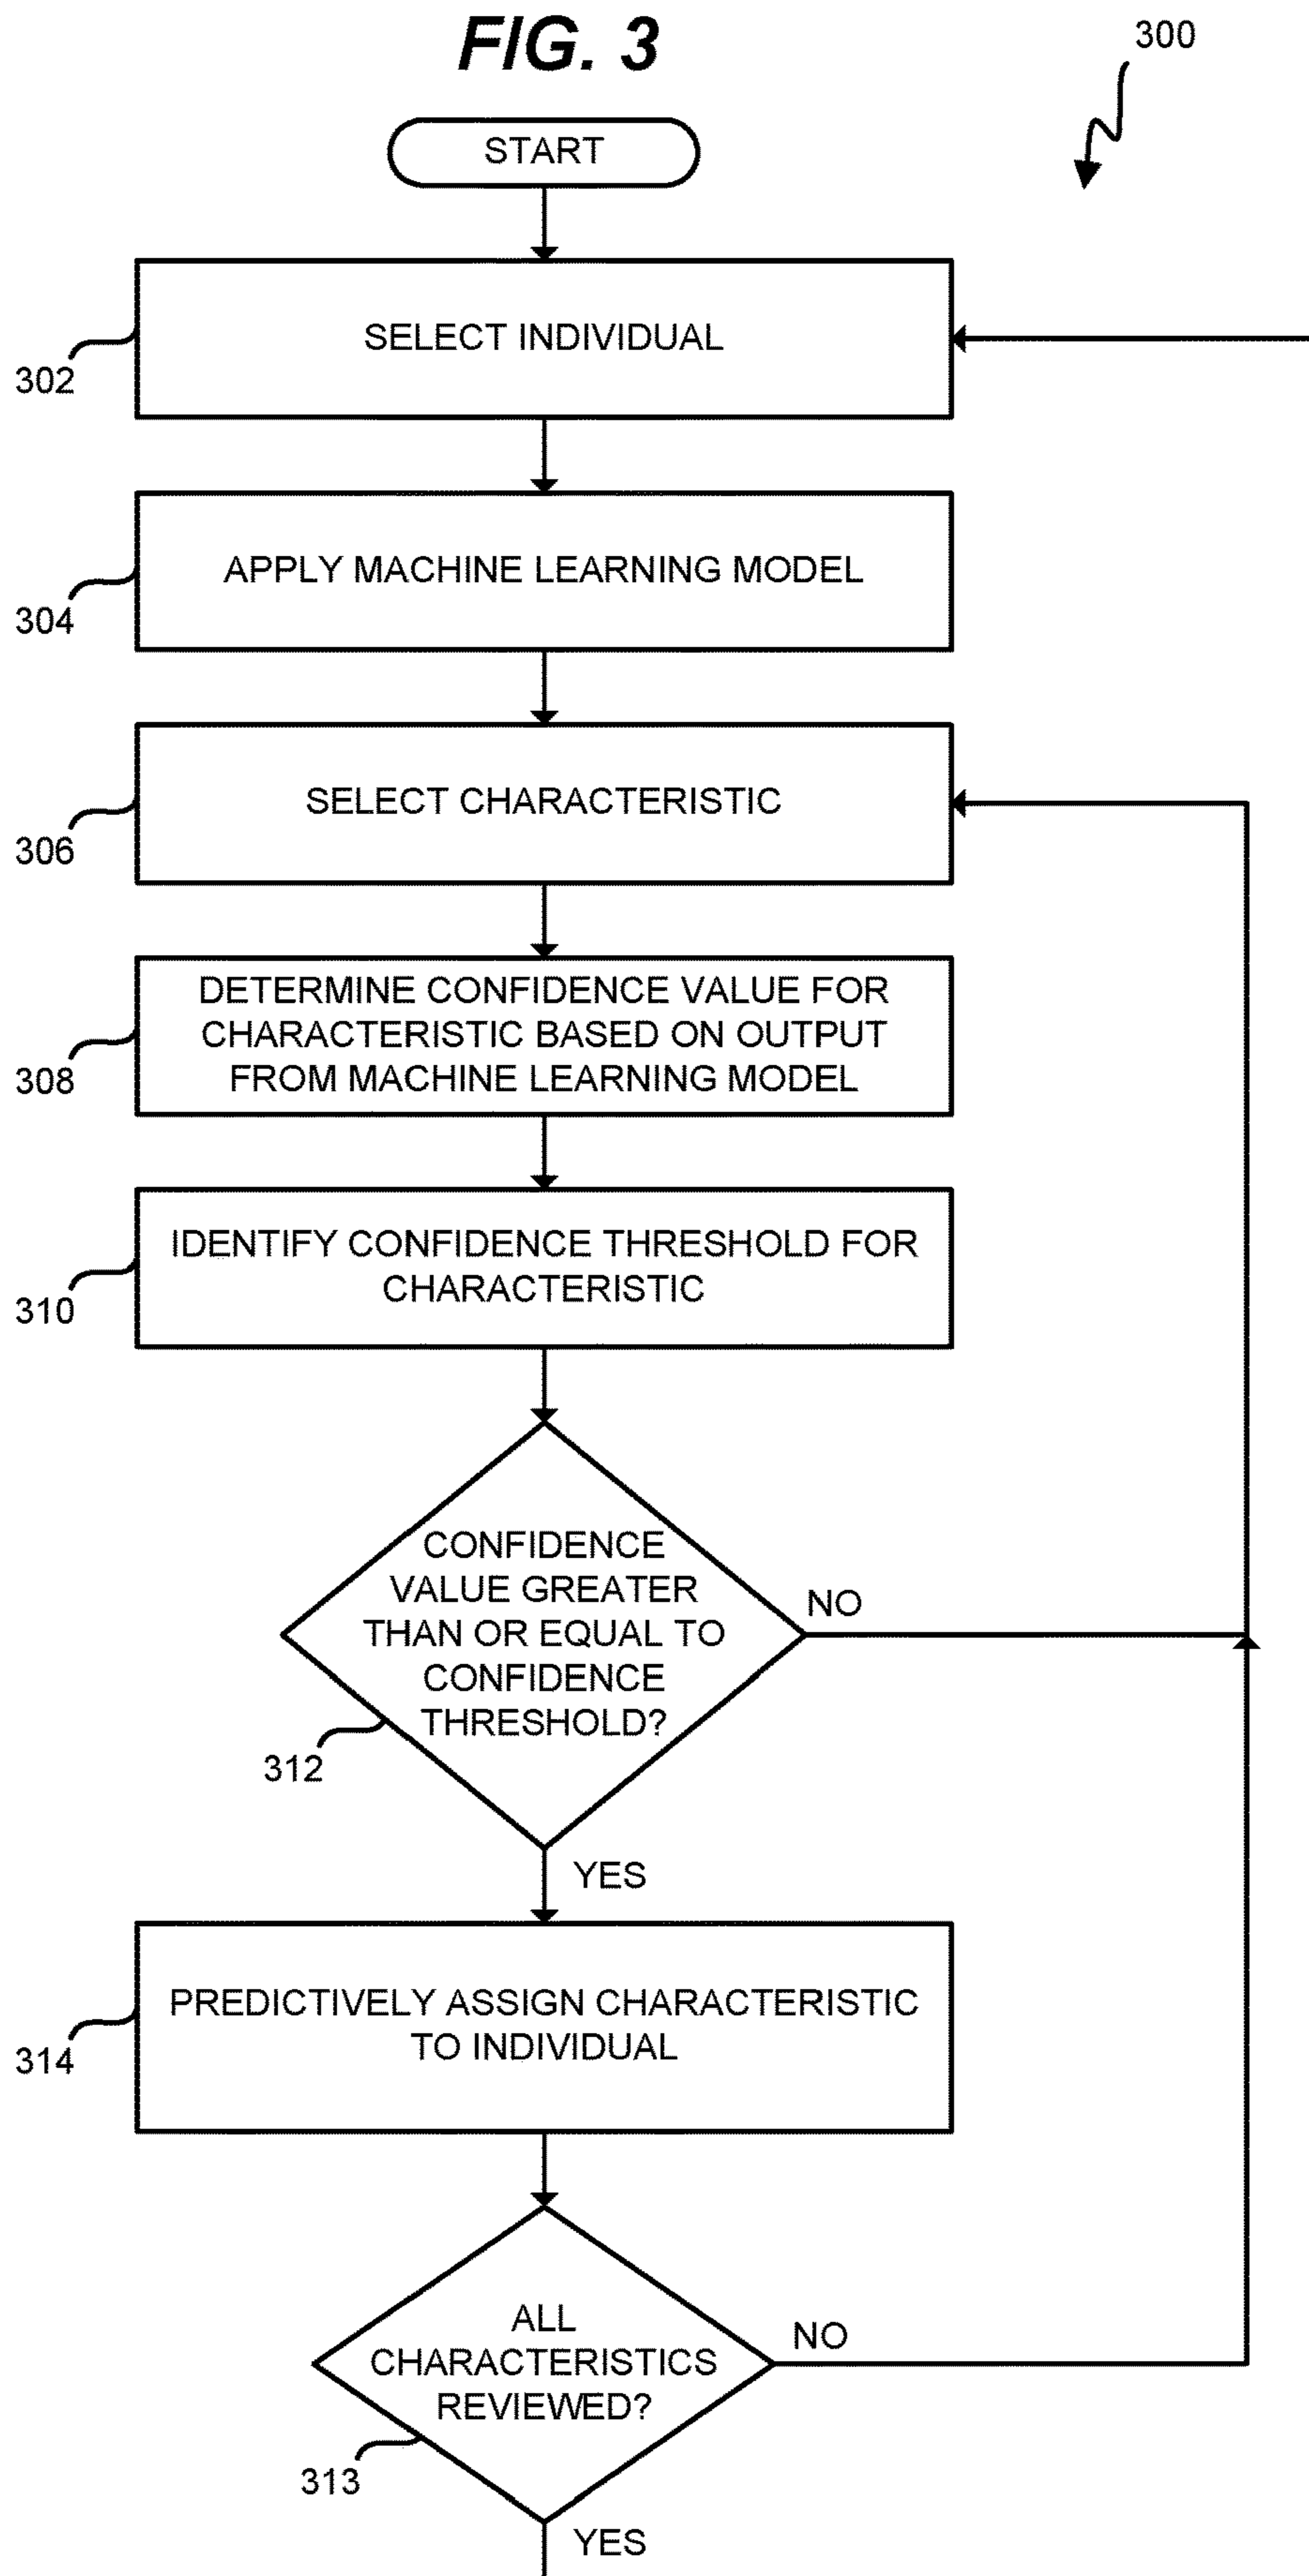 FIG. 3
300
START
SELECT INDIVIDUAL
302
APPLY MACHINE LEARNING MODEL
304
SELECT CHARACTERISTIC
306
DETERMINE CONFIDENCE VALUE FOR
CHARACTERISTIC BASED ON OUTPUT
FROM MACHINE LEARNING MODEL
308
IDENTIFY CONFIDENCE THRESHOLD FOR
CHARACTERISTIC
310
CONFIDENCE
VALUE GREATER
THAN OR EQUAL TO
CONFIDENCE
THRESHOLD?
NO
312
YES
PREDICTIVELY ASSIGN CHARACTERISTIC
TO INDIVIDUAL
314
ALL
CHARACTERISTICS
REVIEWED?
NO
313
YES